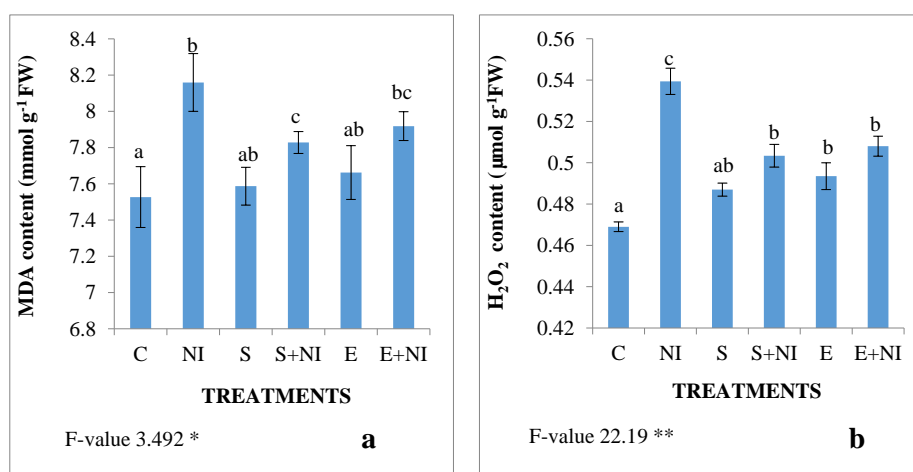 MDA content (mmol g⁻¹ FW)
8.4
8.2
8
7.8
7.6
7.4
7.2
7
6.8
a
b
ab
c
ab
bc
C NI S S+NI E E+NI
TREATMENTS
F-value 3.492 *
a
H₂O₂ content (µmol g⁻¹FW)
0.56
0.54
0.52
0.5
0.48
0.46
0.44
0.42
a
c
ab
b
b
b
C NI S S+NI E E+NI
TREATMENTS
F-value 22.19 **
b